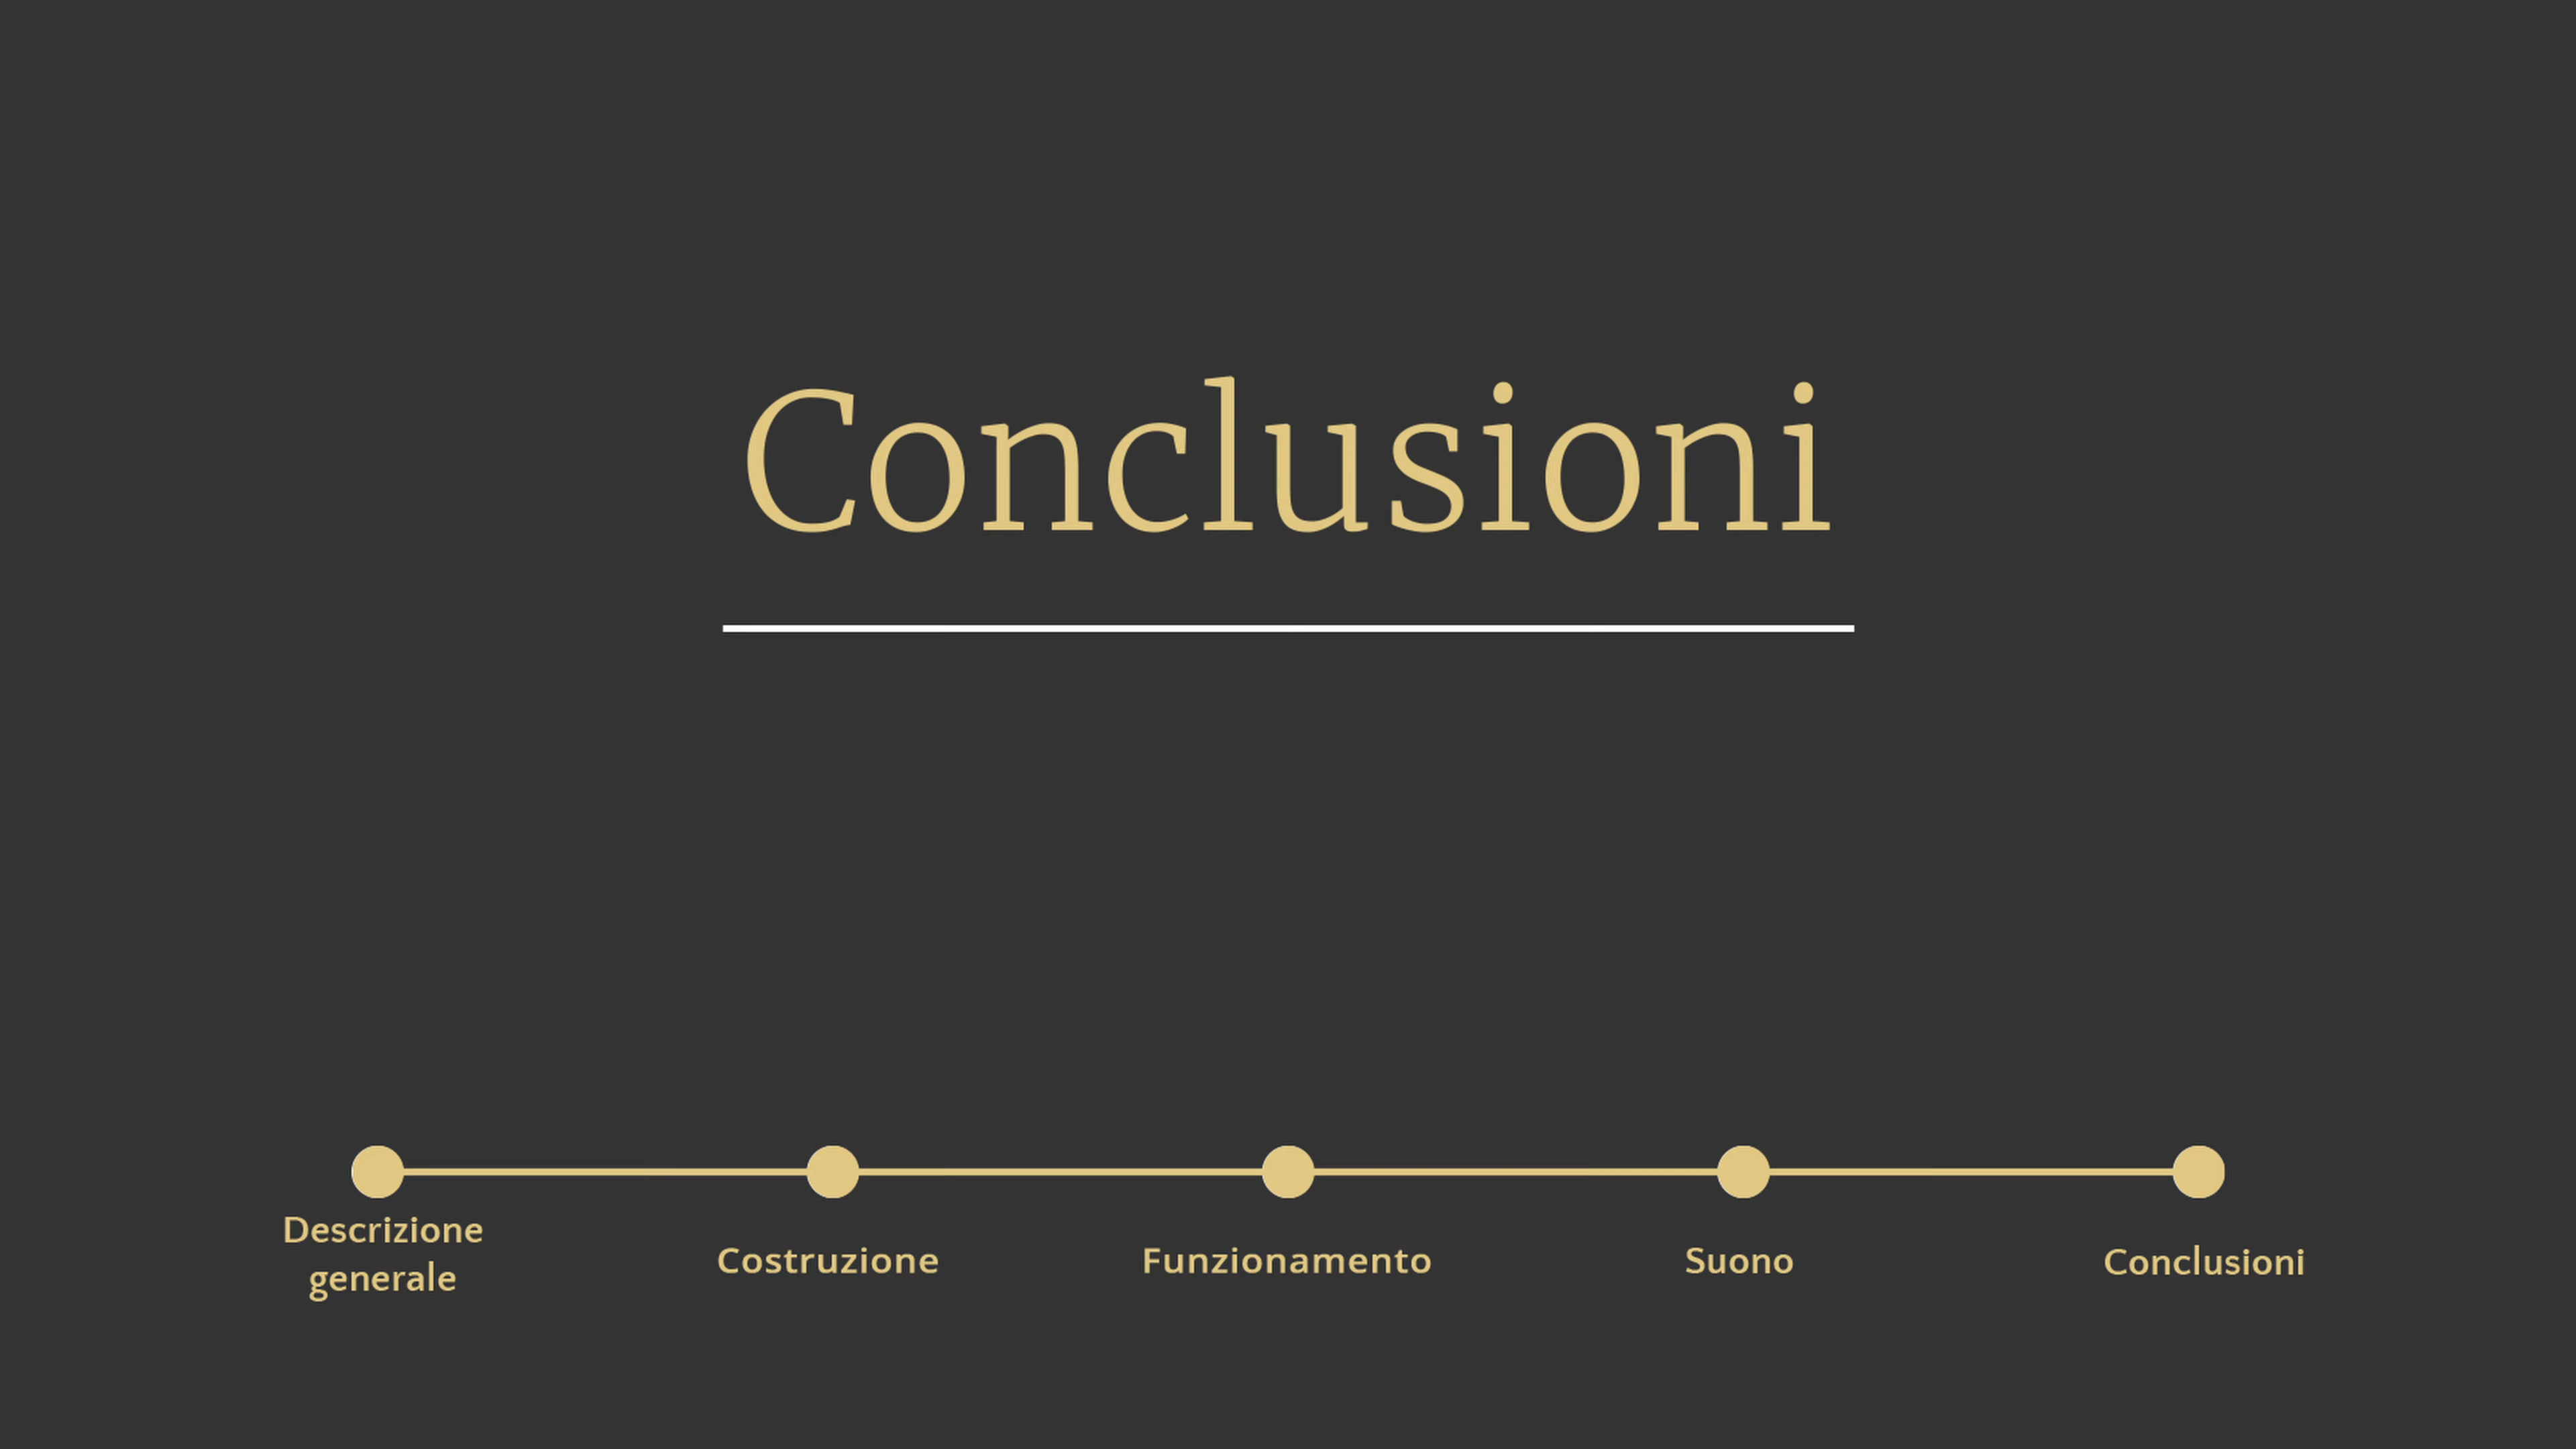 Conclusioni
Descrizione
generale
Costruzione
Funzionamento
Suono
Conclusioni